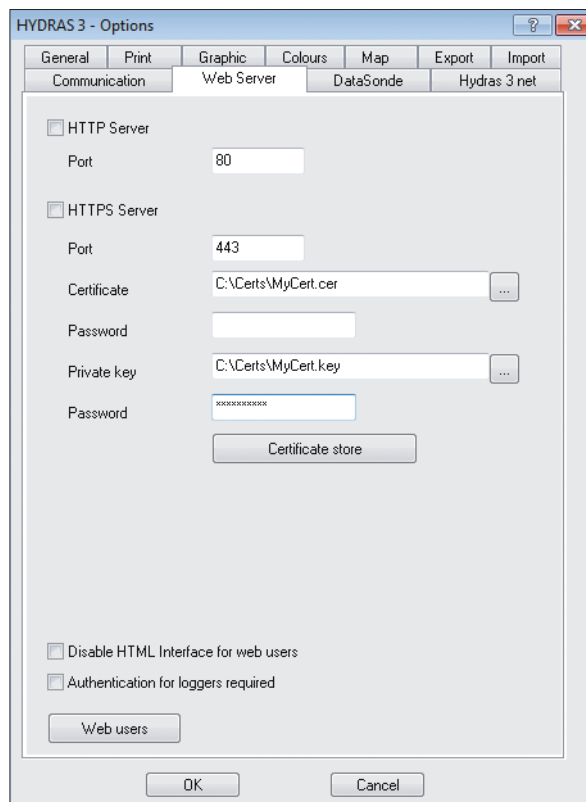 HYDRAS 3 - Options
General Print Graphic Colours Map Export Import
Communication Web Server DataSonde Hydras 3 net
HTTP Server
Port 80
HTTPS Server
Port 443
Certificate C:\Certs\MyCert.cer ...
Password
Private key C:\Certs\MyCert.key ...
Password ××××××××××
Certificate store
Disable HTML Interface for web users
Authentication for loggers required
Web users
OK Cancel